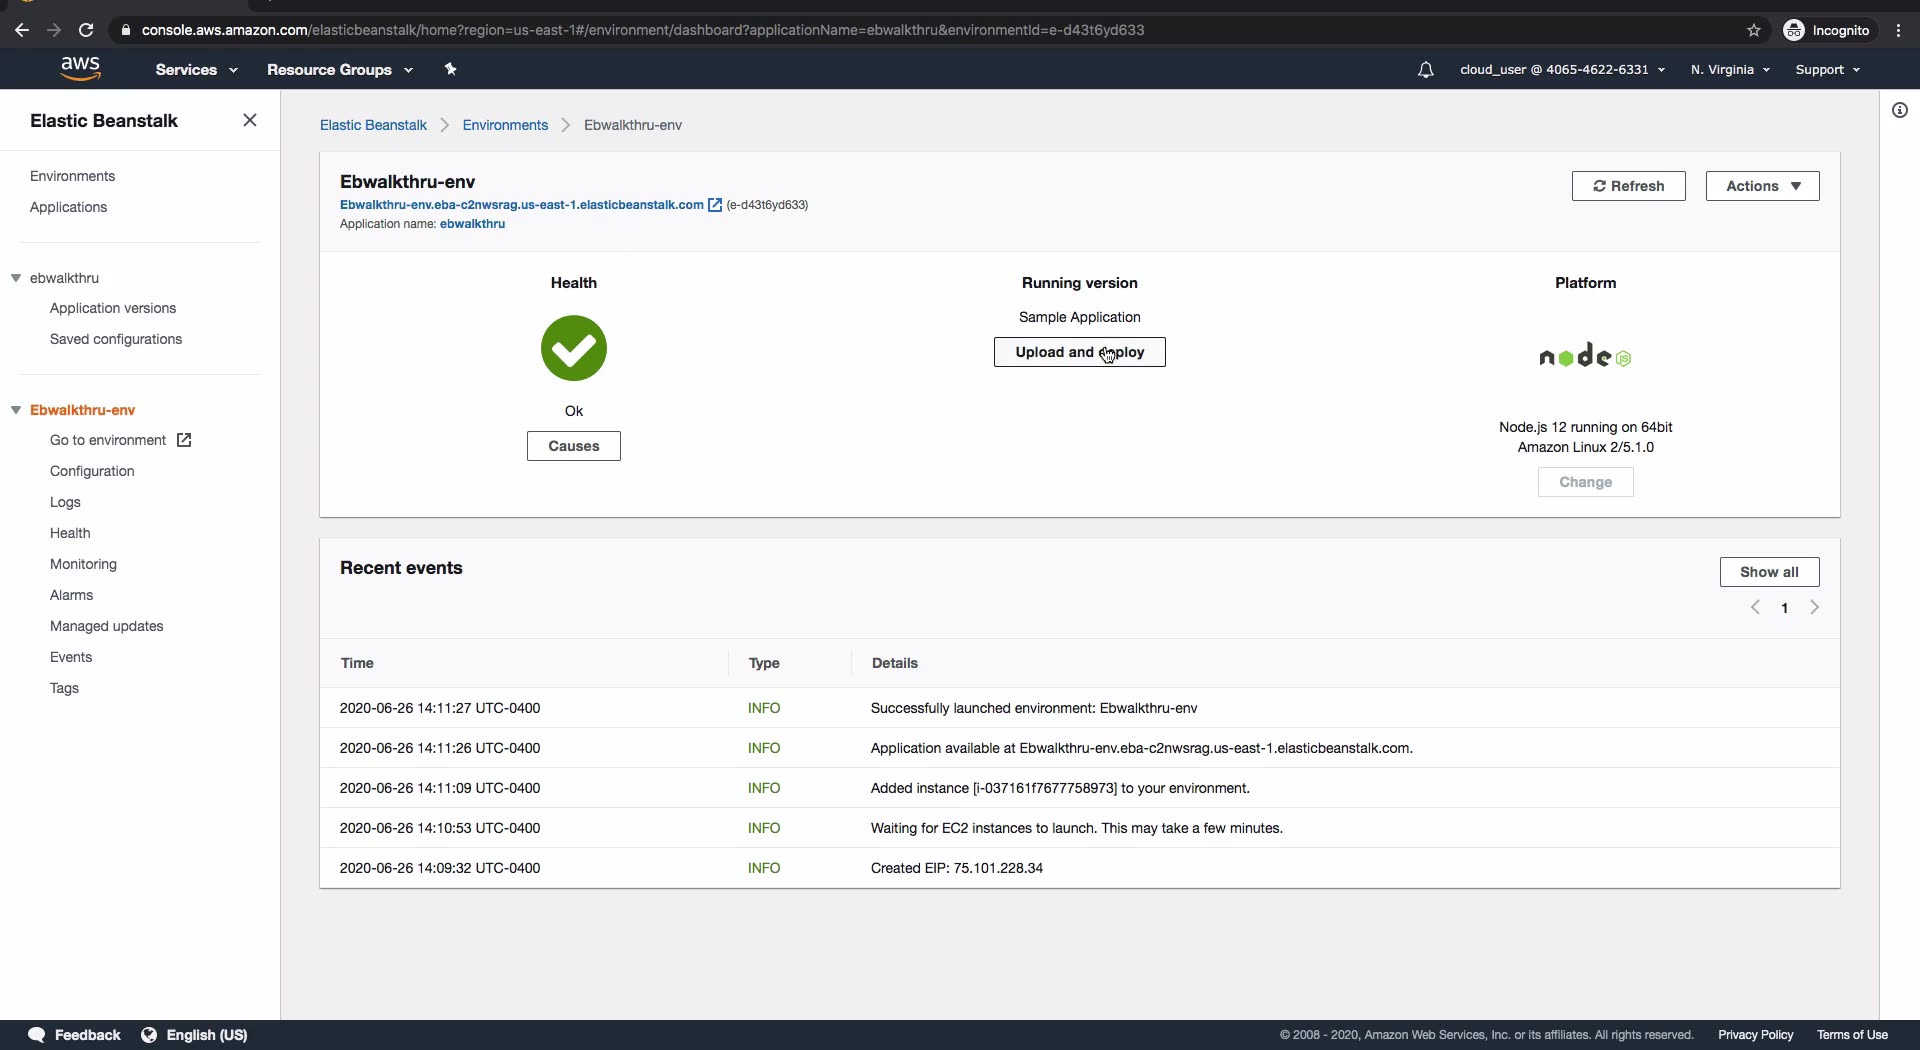 console.aws.amazon.com/elasticbeanstalk/home?region=us-east-1#/environment/dashboard?applicationName=ebwalkthru&environmentId=e-d43t6yd633
Incognito
aws
Services
Resource Groups
cloud_user @ 4065-4622-6331
N. Virginia
Support
Elastic Beanstalk
Environments
Applications
ebwalkthru
Application versions
Saved configurations
Ebwalkthru-env
Go to environment
Configuration
Logs
Health
Monitoring
Alarms
Managed updates
Events
Tags
Elastic Beanstalk
Environments
Ebwalkthru-env
Ebwalkthru-env
Ebwalkthru-env.eba-c2nwsrag.us-east-1.elasticbeanstalk.com (e-d43t6yd633)
Application name: ebwalkthru
Refresh
Actions
Health
Ok
Causes
Running version
Sample Application
Upload and deploy
Platform
node
JS
Node.js 12 running on 64bit
Amazon Linux 2/5.1.0
Change
Recent events
Show all
1
Time Type Details
2020-06-26 14:11:27 UTC-0400 INFO Successfully launched environment: Ebwalkthru-env
2020-06-26 14:11:26 UTC-0400 INFO Application available at Ebwalkthru-env.eba-c2nwsrag.us-east-1.elasticbeanstalk.com.
2020-06-26 14:11:09 UTC-0400 INFO Added instance [i-037161f7677758973] to your environment.
2020-06-26 14:10:53 UTC-0400 INFO Waiting for EC2 instances to launch. This may take a few minutes.
2020-06-26 14:09:32 UTC-0400 INFO Created EIP: 75.101.228.34
Feedback
English (US)
© 2008 - 2020, Amazon Web Services, Inc. or its affiliates. All rights reserved.
Privacy Policy
Terms of Use